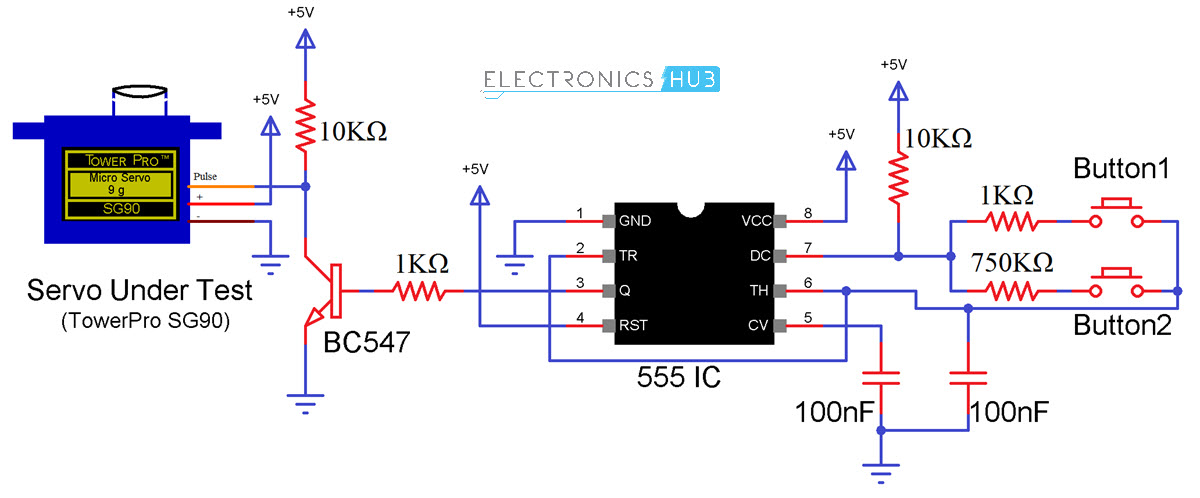 +5V
+5V
10KΩ
TOWER PRO™
Micro Servo
9 g
SG90
Pulse
+
-
Servo Under Test
(TowerPro SG90)
BC547
1KΩ
+5V
ELECTRONICS HUB
1 GND
2 TR
3 Q
4 RST
VCC 8
DC 7
TH 6
CV 5
555 IC
+5V
+5V
10KΩ
1KΩ
Button1
750KΩ
Button2
100nF
100nF